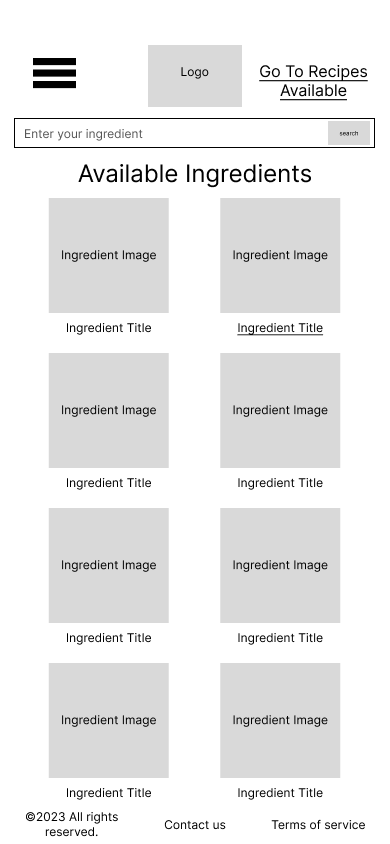 Logo
Go To Recipes
Available
Enter your ingredient
search
Available Ingredients
Ingredient Image
Ingredient Image
Ingredient Title
Ingredient Title
Ingredient Image
Ingredient Image
Ingredient Title
Ingredient Title
Ingredient Image
Ingredient Image
Ingredient Title
Ingredient Title
Ingredient Image
Ingredient Image
Ingredient Title
Ingredient Title
©2023 All rights
reserved.
Contact us
Terms of service